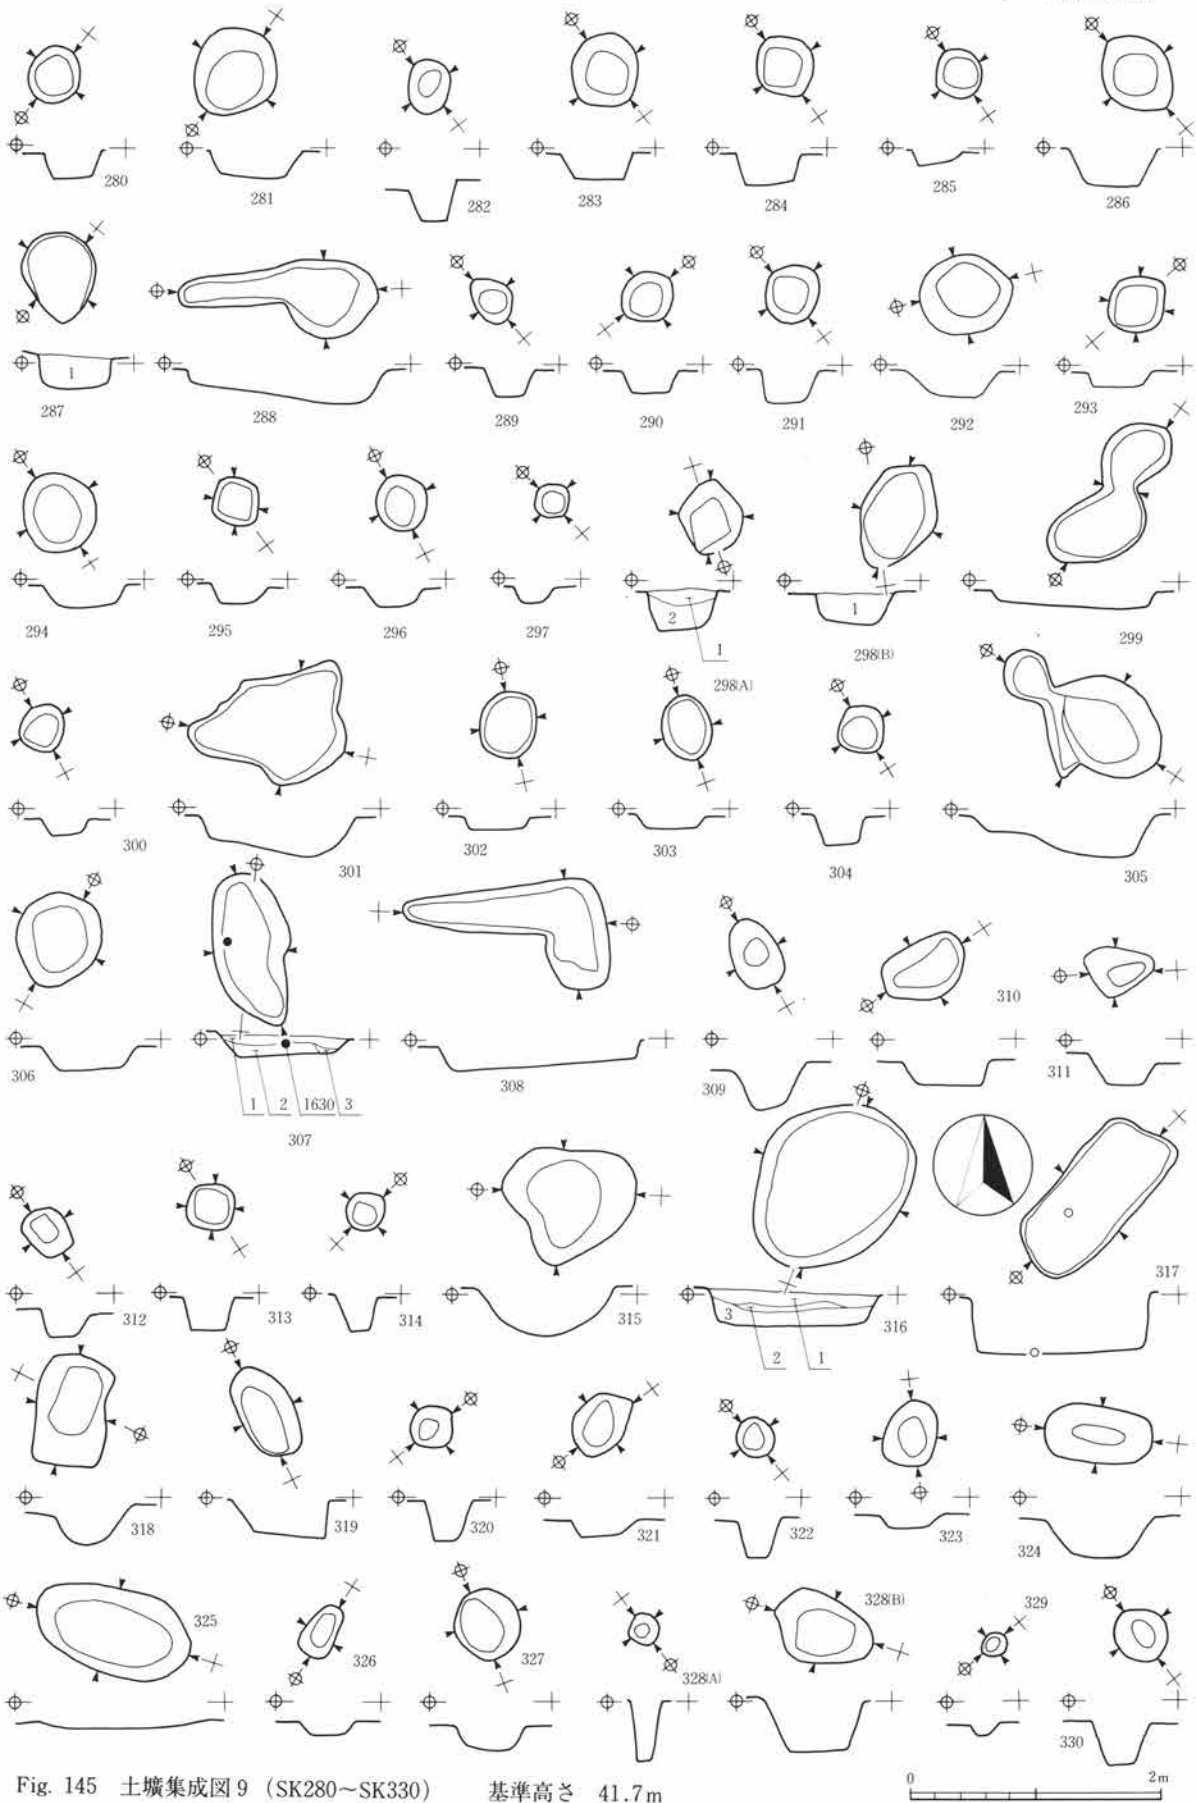 280 281 282 283 284 285 286
287 1 288 289 290 291 292 293
294 295 296 297 2 1 298(A) 1 298(B) 299
300 301 302 303 304 305
306 1 2 1630 3 307 308 309 310 311
312 313 314 315 3 2 1 316 317
318 319 320 321 322 323 324
325 326 327 328(A) 328(B) 329 330
Fig. 145 土壙集成図9 (SK280~SK330) 基準高さ 41.7m
0 2m